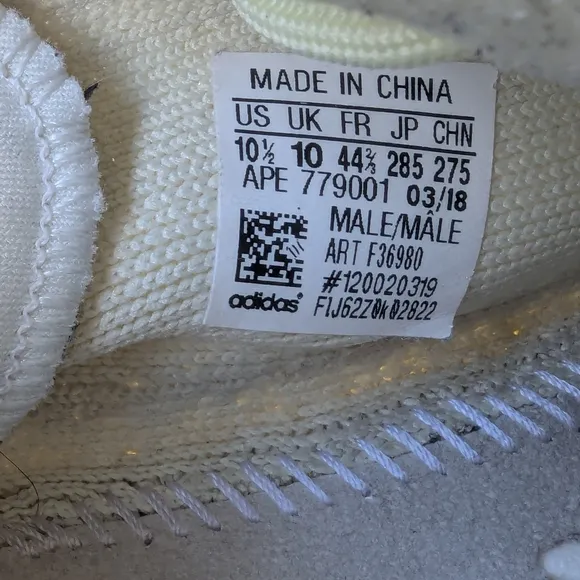 MADE IN CHINA
US UK FR JP CHN
10½ 10 44⅔ 285 275
APE 779001 03/18
MALE/MÂLE
ART F36980
#120020319
adidas® F1J62Z0k02822